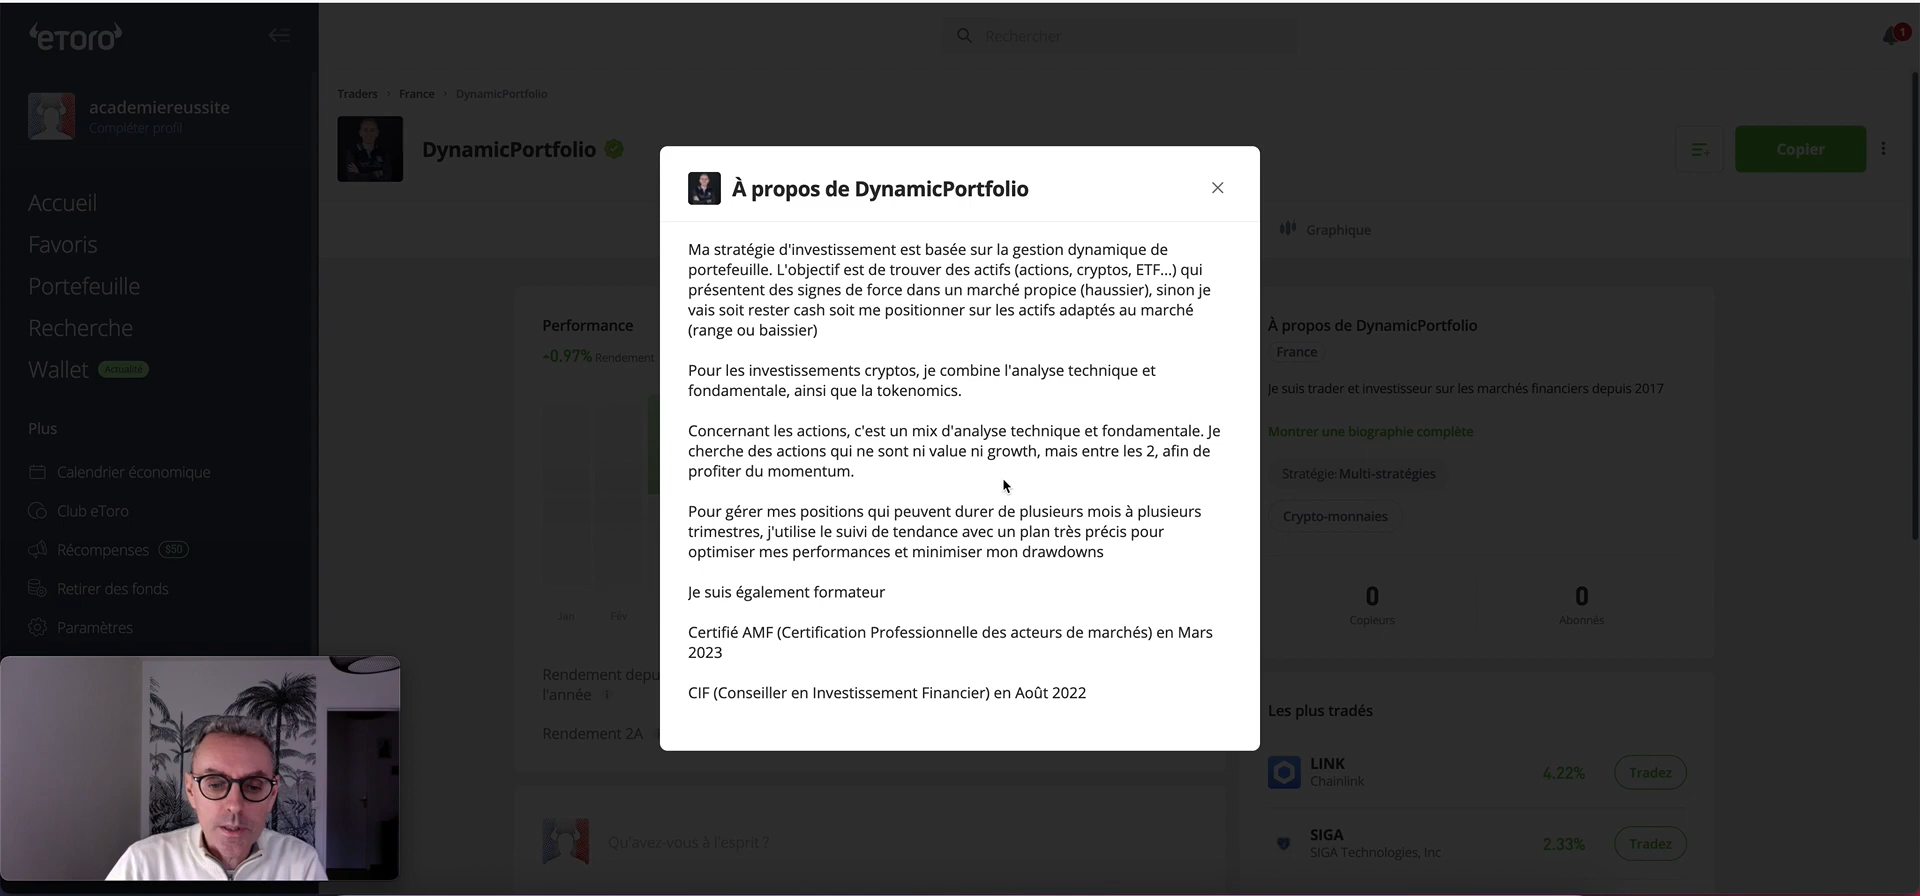 eToro
Rechercher
1
academiereussite
Compléter profil
Traders
France
DynamicPortfolio
DynamicPortfolio
Copier
Accueil
Favoris
Portefeuille
Recherche
Wallet
Actualité
Plus
Calendrier économique
Club eToro
Récompenses
$50
Retirer des fonds
Paramètres
Graphique
Performance
+0.97% Rendement
Jan
Fév
Rendement depu
l'année
Rendement 2A
Qu'avez-vous à l'esprit ?
À propos de DynamicPortfolio
Ma stratégie d'investissement est basée sur la gestion dynamique de
portefeuille. L'objectif est de trouver des actifs (actions, cryptos, ETF...) qui
présentent des signes de force dans un marché propice (haussier), sinon je
vais soit rester cash soit me positionner sur les actifs adaptés au marché
(range ou baissier)
Pour les investissements cryptos, je combine l'analyse technique et
fondamentale, ainsi que la tokenomics.
Concernant les actions, c'est un mix d'analyse technique et fondamentale. Je
cherche des actions qui ne sont ni value ni growth, mais entre les 2, afin de
profiter du momentum.
Pour gérer mes positions qui peuvent durer de plusieurs mois à plusieurs
trimestres, j'utilise le suivi de tendance avec un plan très précis pour
optimiser mes performances et minimiser mon drawdowns
Je suis également formateur
Certifié AMF (Certification Professionnelle des acteurs de marchés) en Mars
2023
CIF (Conseiller en Investissement Financier) en Août 2022
À propos de DynamicPortfolio
France
Je suis trader et investisseur sur les marchés financiers depuis 2017
Montrer une biographie complète
Stratégie: Multi-stratégies
Crypto-monnaies
0
Copieurs
0
Abonnés
Les plus tradés
LINK
Chainlink
4.22%
Tradez
SIGA
SIGA Technologies, Inc
2.33%
Tradez